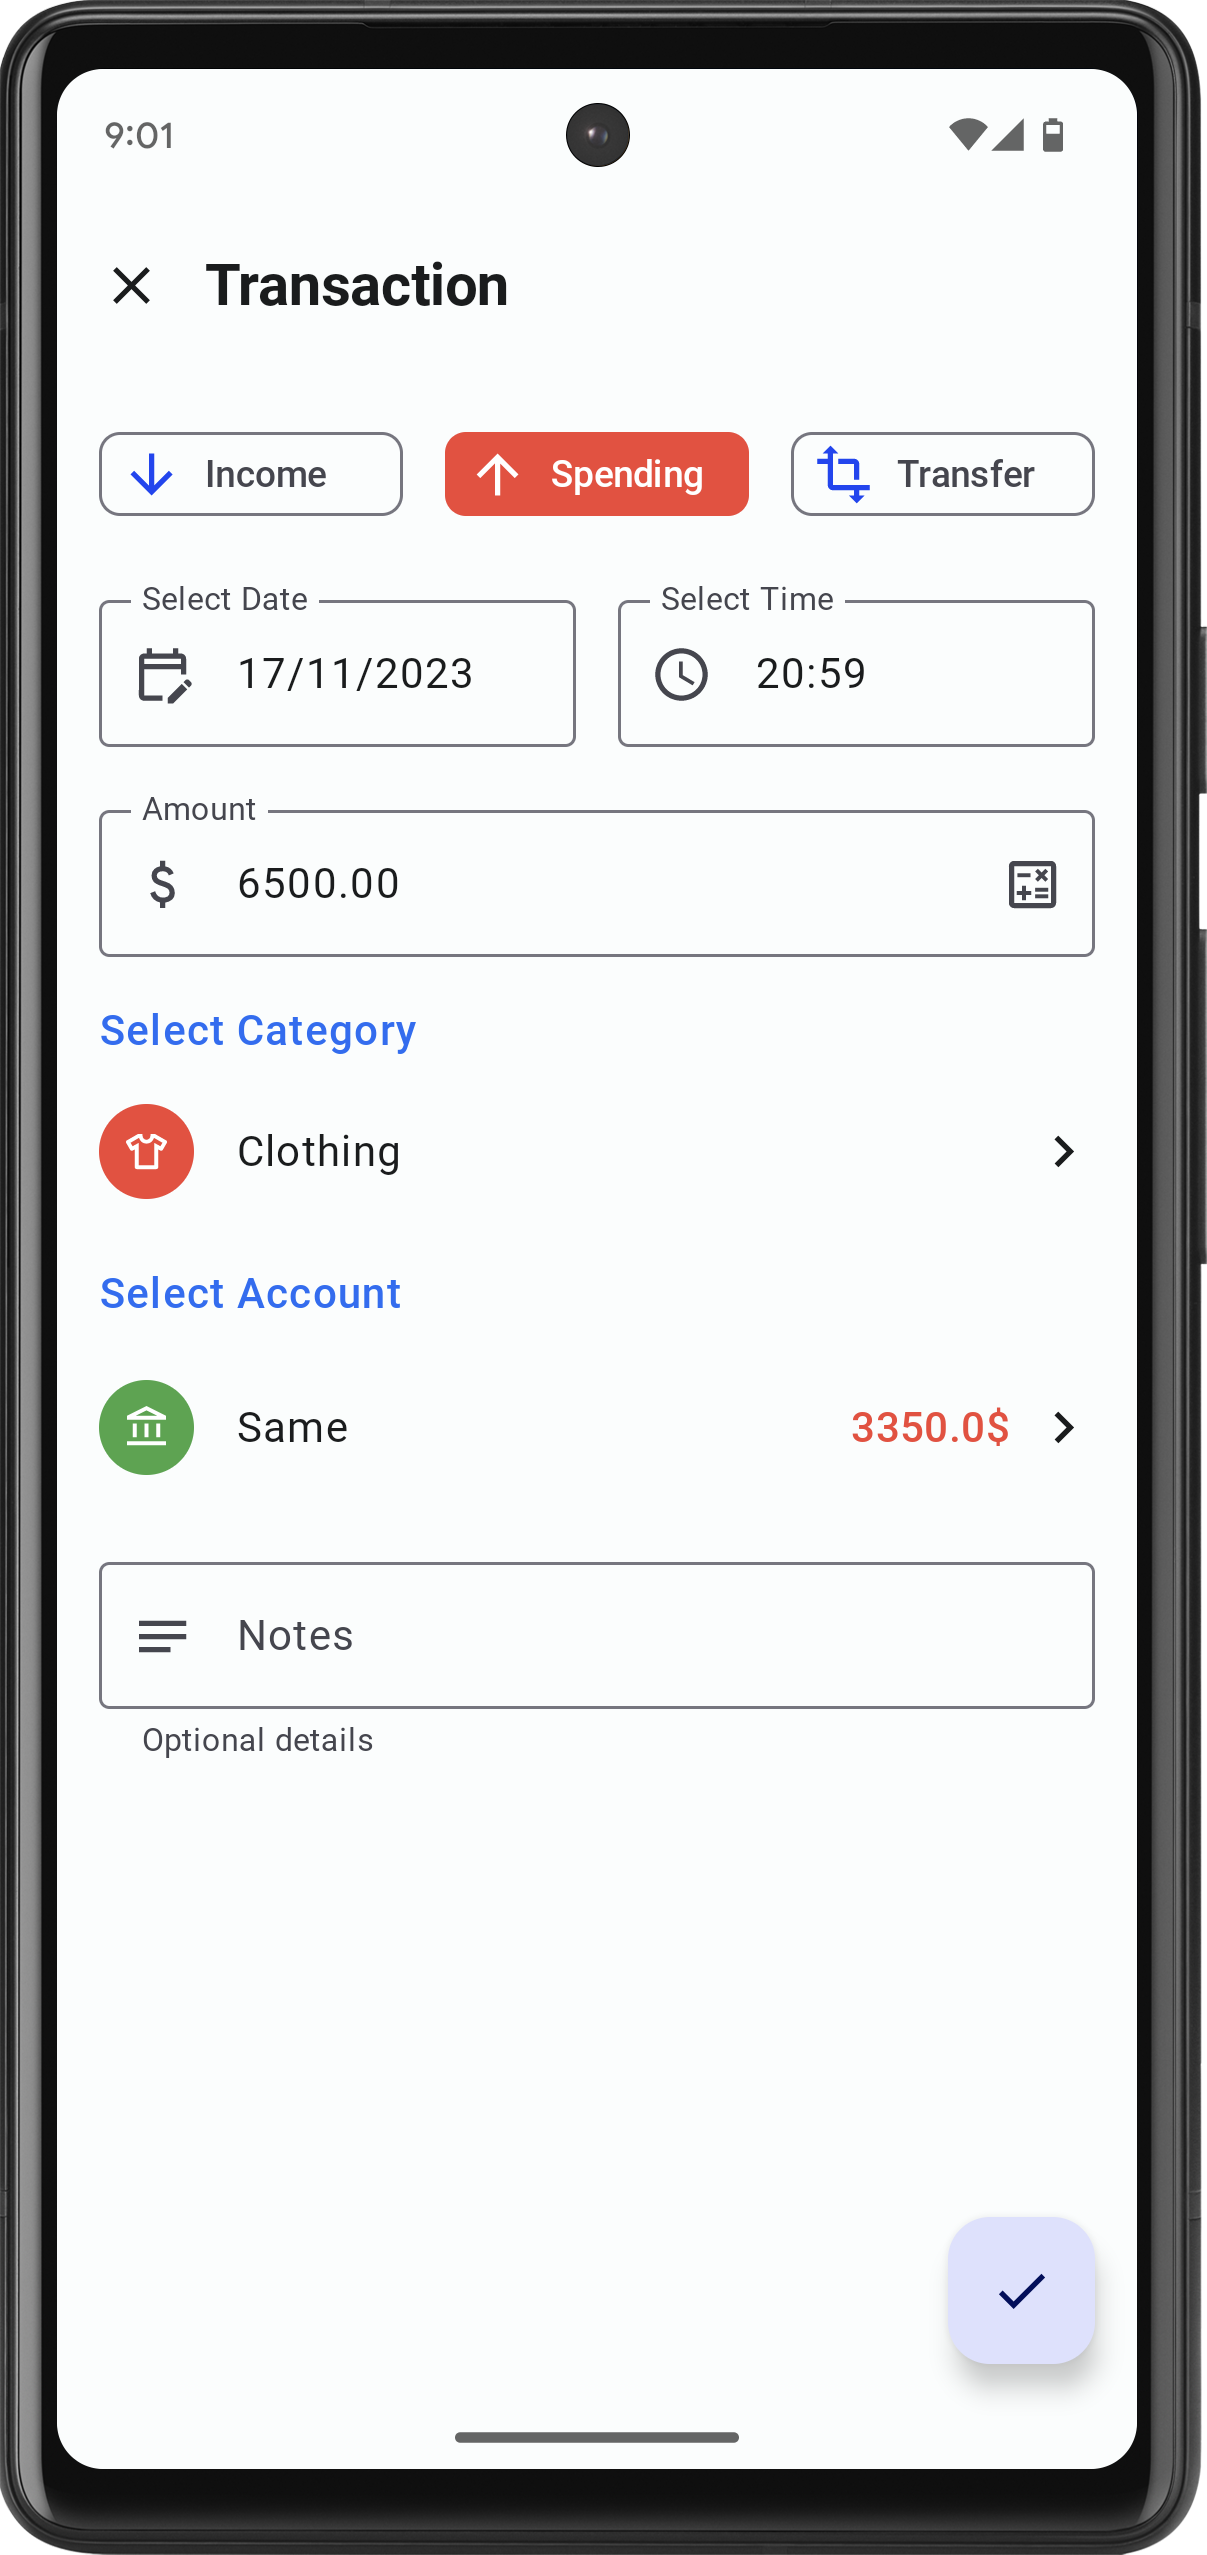 9:01
Transaction
Income Spending Transfer
Select Date Select Time
17/11/2023 20:59
Amount
$ 6500.00
Select Category
Clothing
Select Account
Same 3350.0$
Notes
Optional details